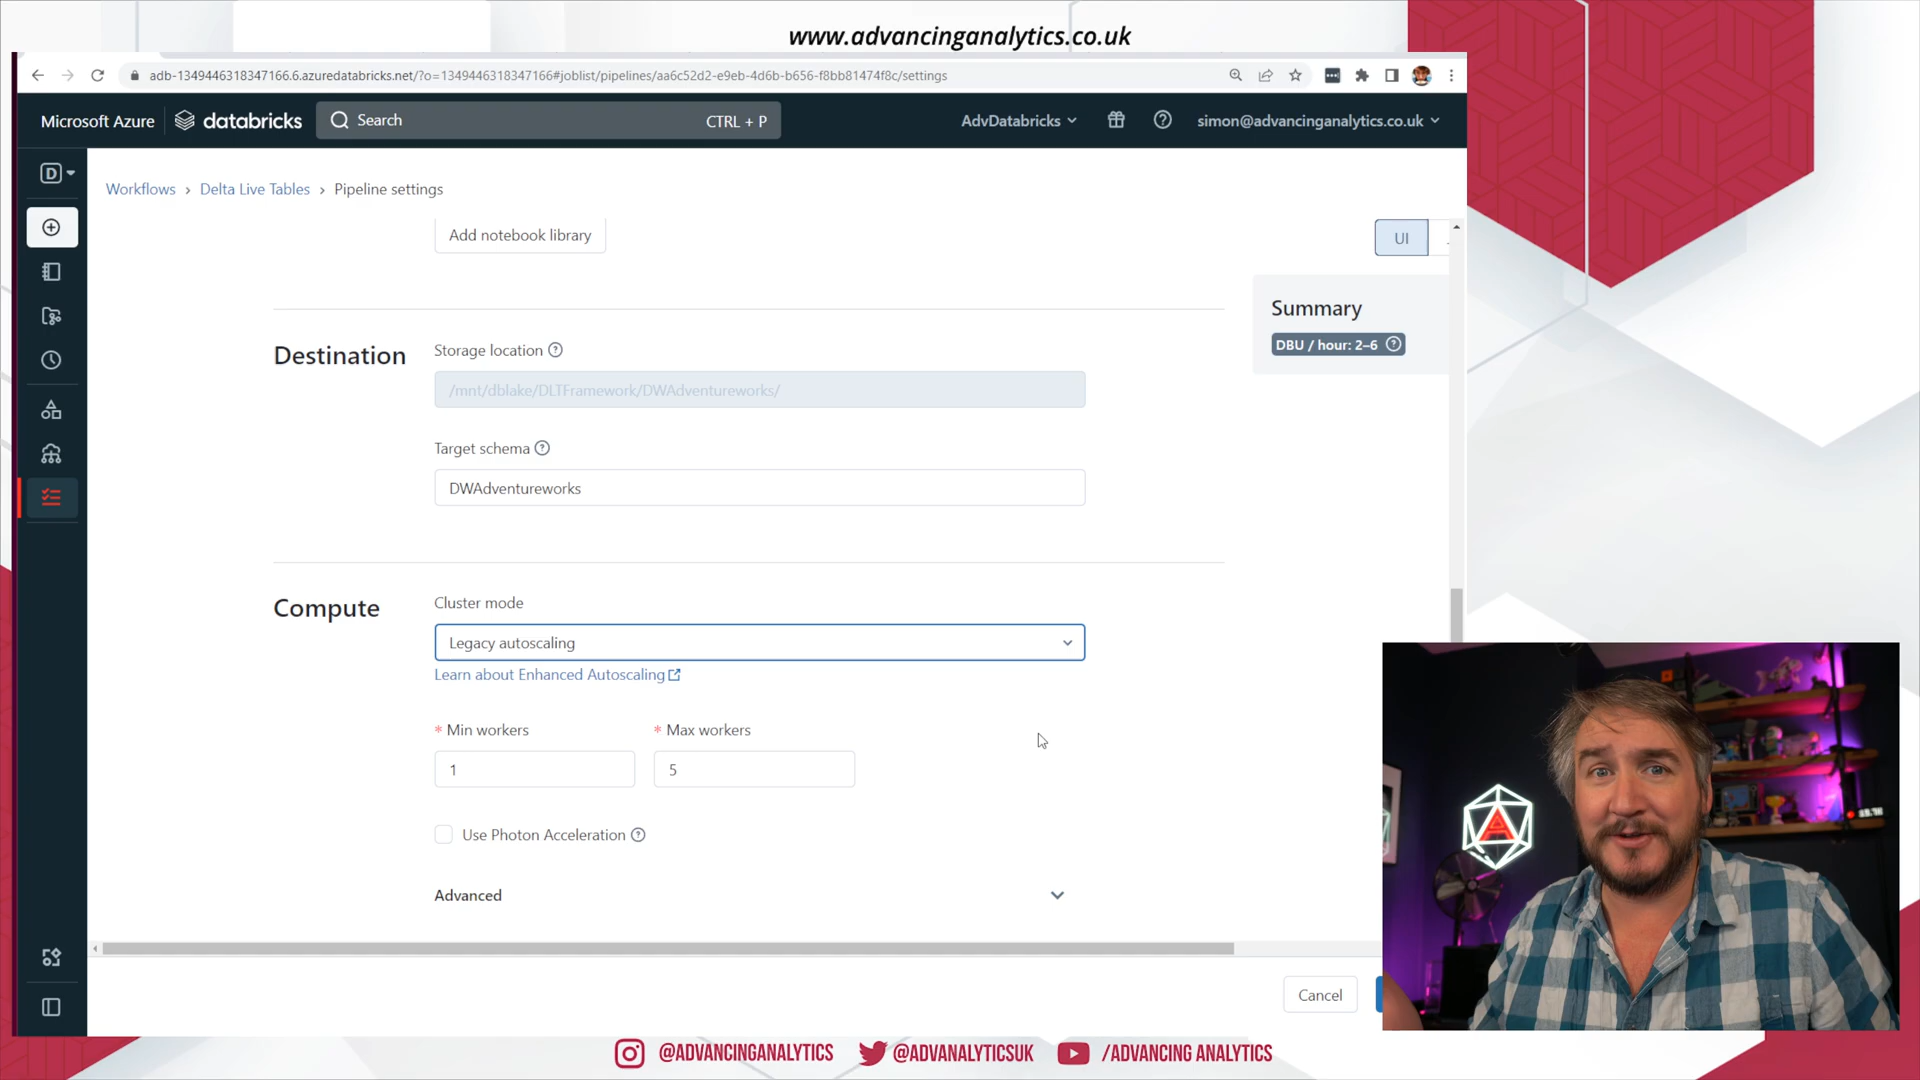 www.advancinganalytics.co.uk
adb-1349446318347166.6.azuredatabricks.net/?o=1349446318347166#joblist/pipelines/aa6c52d2-e9eb-4d6b-b656-f8bb81474f8c/settings
Microsoft Azure databricks Search CTRL + P AdvDatabricks simon@advancinganalytics.co.uk
D
Workflows › Delta Live Tables › Pipeline settings
Add notebook library
UI
Summary
DBU / hour: 2–6
Destination
Storage location
/mnt/dblake/DLTFramework/DWAdventureworks/
Target schema
DWAdventureworks
Compute
Cluster mode
Legacy autoscaling
Learn about Enhanced Autoscaling
* Min workers * Max workers
1 5
Use Photon Acceleration
Advanced
Cancel
A
@ADVANCINGANALYTICS @ADVANALYTICSUK /ADVANCING ANALYTICS